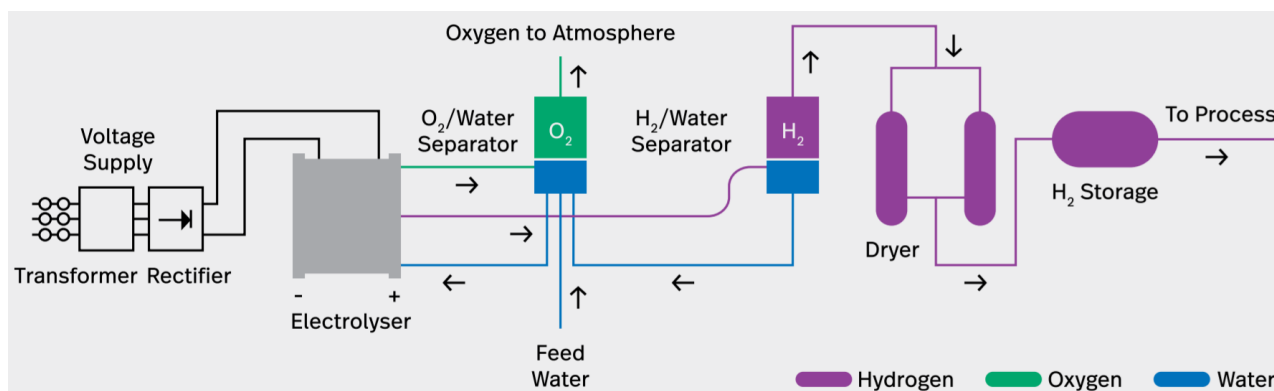 Oxygen to Atmosphere
Voltage
Supply
O₂/Water
Separator
O₂
H₂/Water
Separator
H₂
To Process
H₂ Storage
Dryer
Transformer
Rectifier
- +
Electrolyser
Feed
Water
Hydrogen
Oxygen
Water